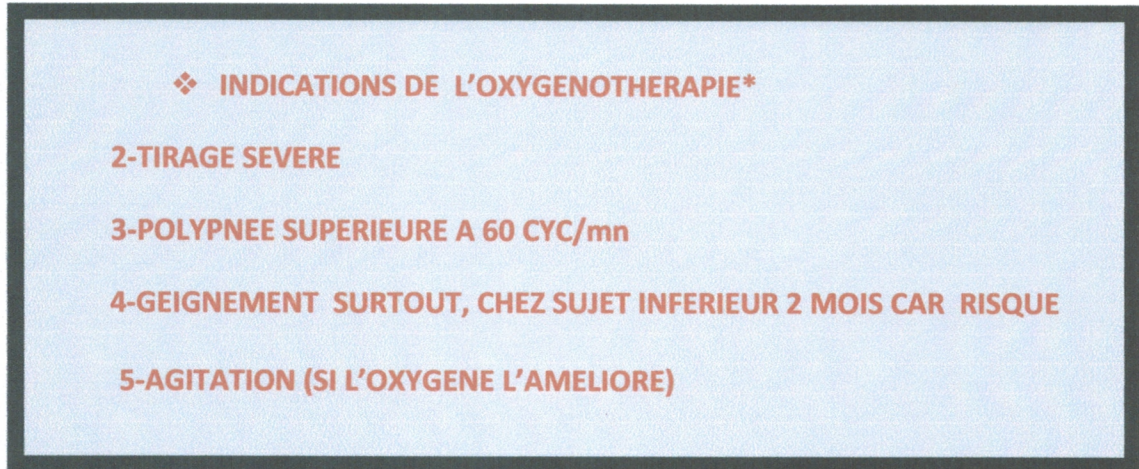 ❖ INDICATIONS DE L'OXYGENOTHERAPIE*
2-TIRAGE SEVERE
3-POLYPNEE SUPERIEURE A 60 CYC/mn
4-GEIGNEMENT SURTOUT, CHEZ SUJET INFERIEUR 2 MOIS CAR RISQUE
5-AGITATION (SI L'OXYGENE L'AMELIORE)